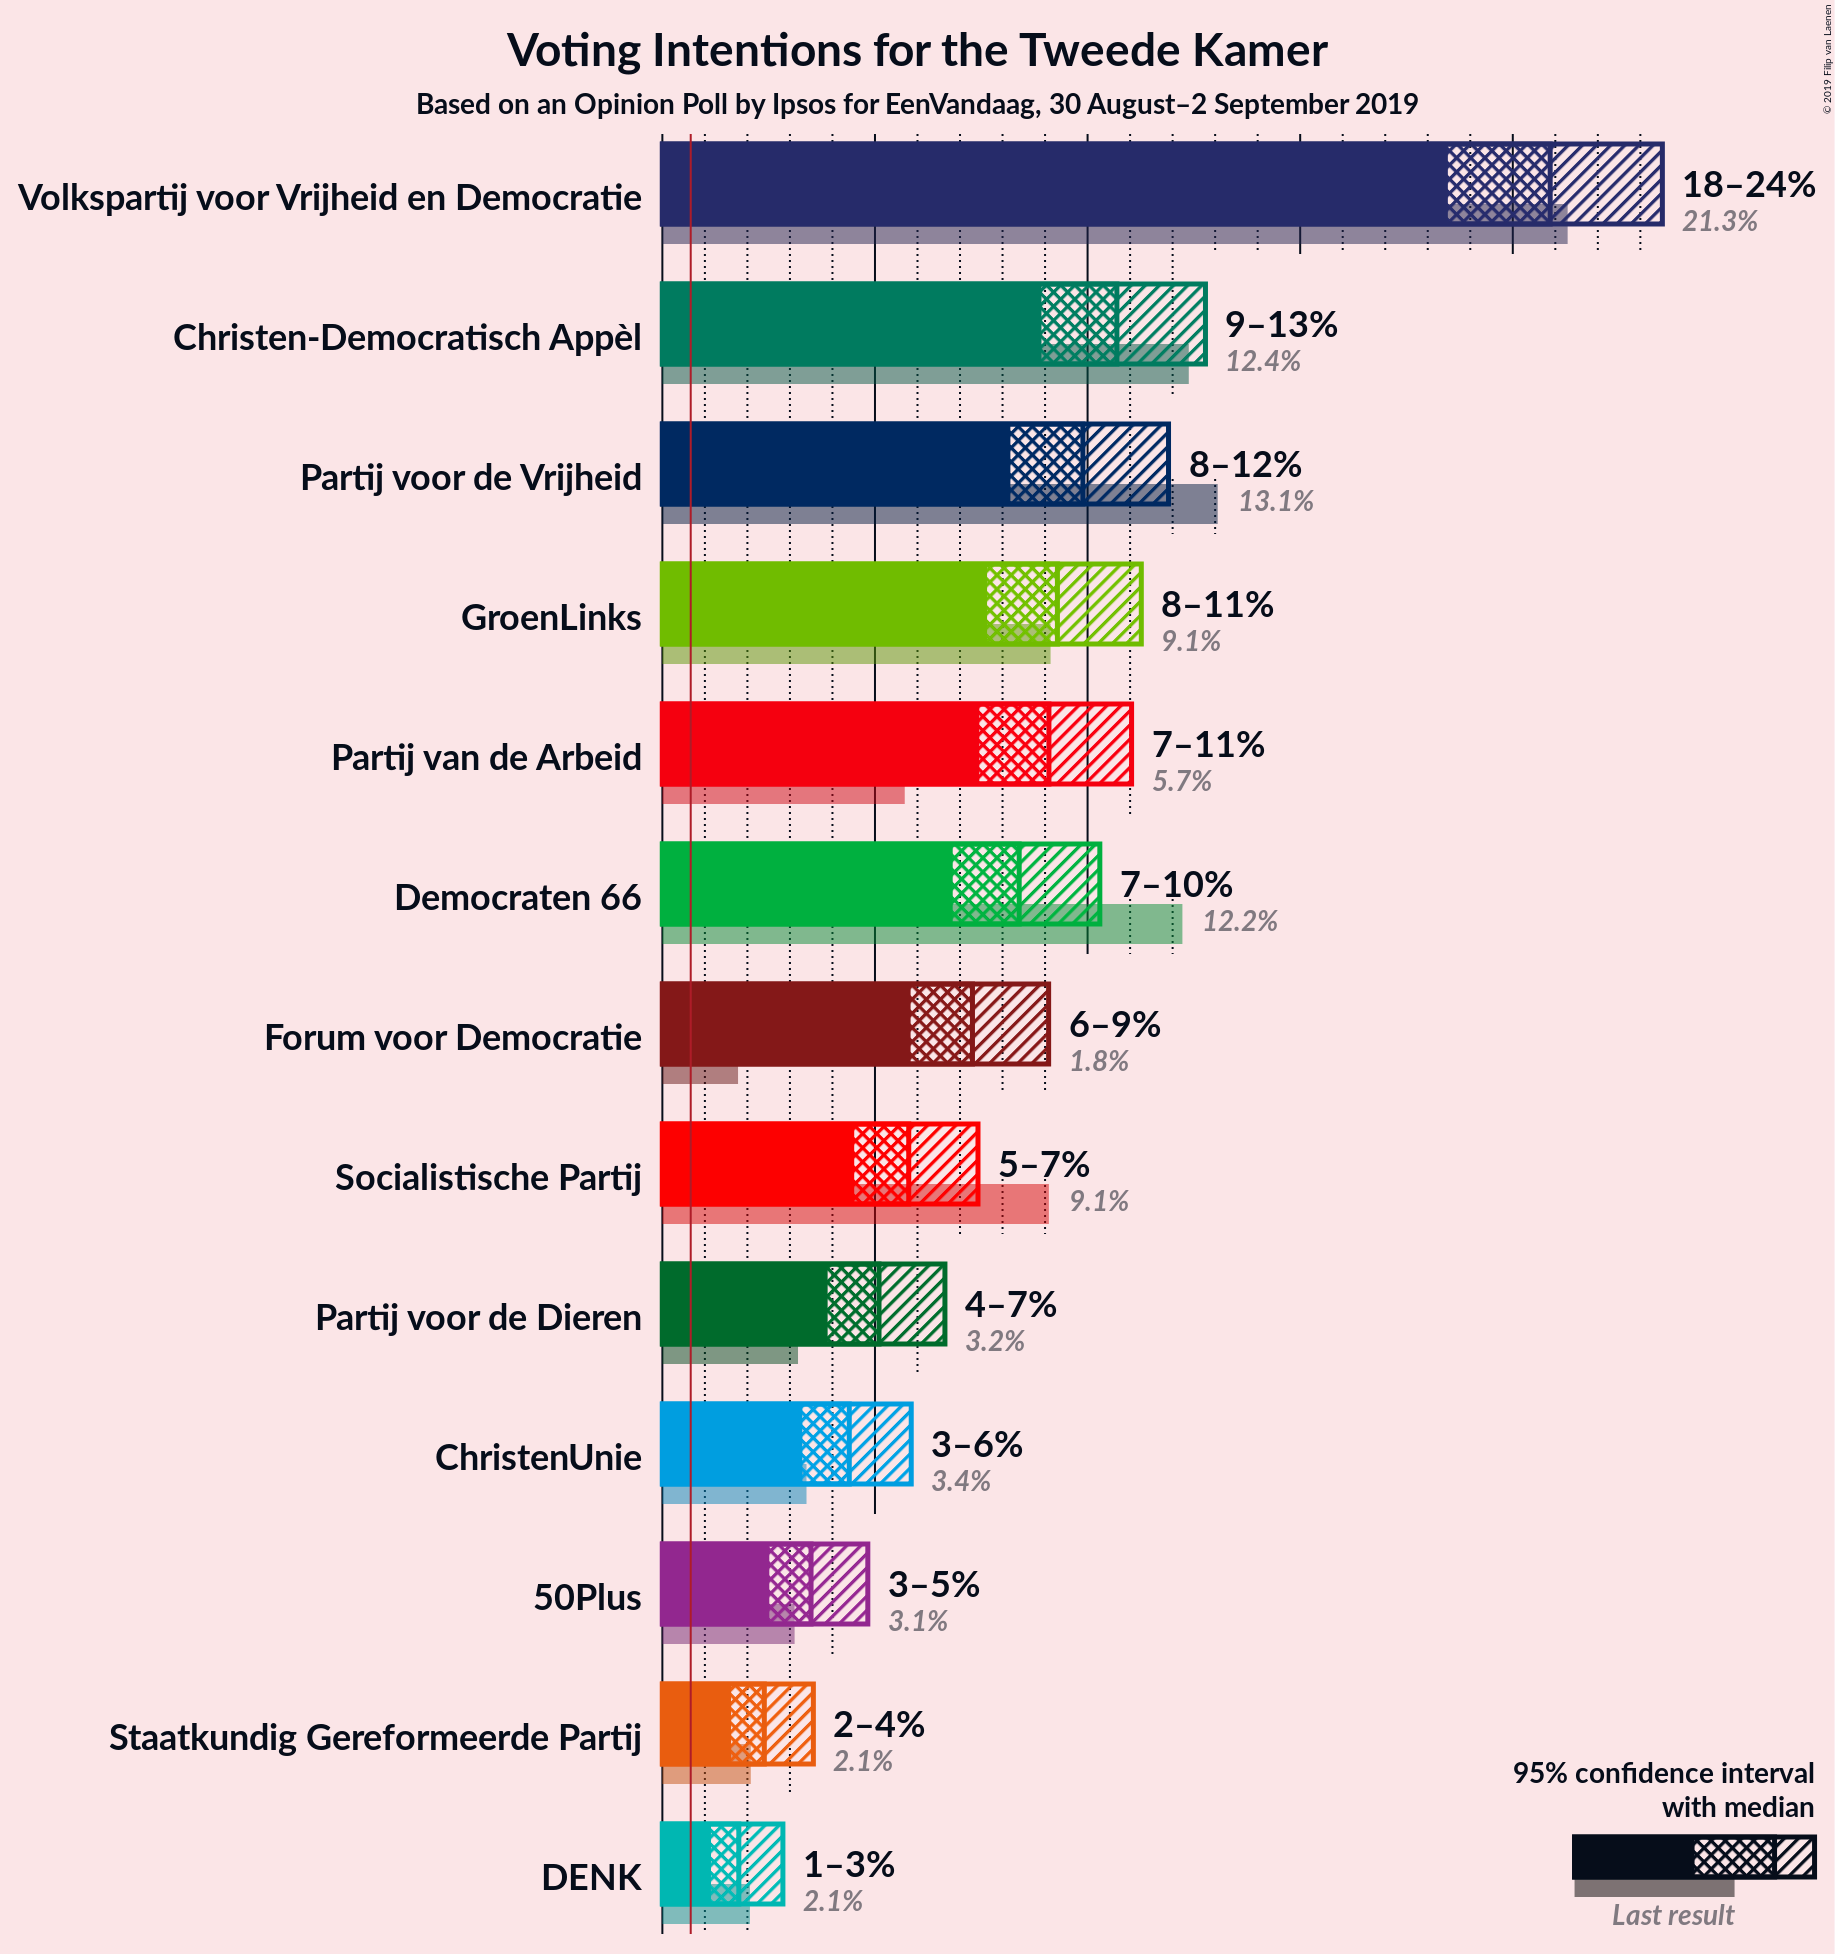 Voting Intentions for the Tweede Kamer
Based on an Opinion Poll by Ipsos for EenVandaag, 30 August–2 September 2019
© 2019 Filip van Laenen
Volkspartij voor Vrijheid en Democratie
18–24%
21.3%
Christen-Democratisch Appèl
9–13%
12.4%
Partij voor de Vrijheid
8–12%
13.1%
GroenLinks
8–11%
9.1%
Partij van de Arbeid
7–11%
5.7%
Democraten 66
7–10%
12.2%
Forum voor Democratie
6–9%
1.8%
Socialistische Partij
5–7%
9.1%
Partij voor de Dieren
4–7%
3.2%
ChristenUnie
3–6%
3.4%
50Plus
3–5%
3.1%
Staatkundig Gereformeerde Partij
2–4%
2.1%
DENK
1–3%
2.1%
95% confidence interval
with median
Last result